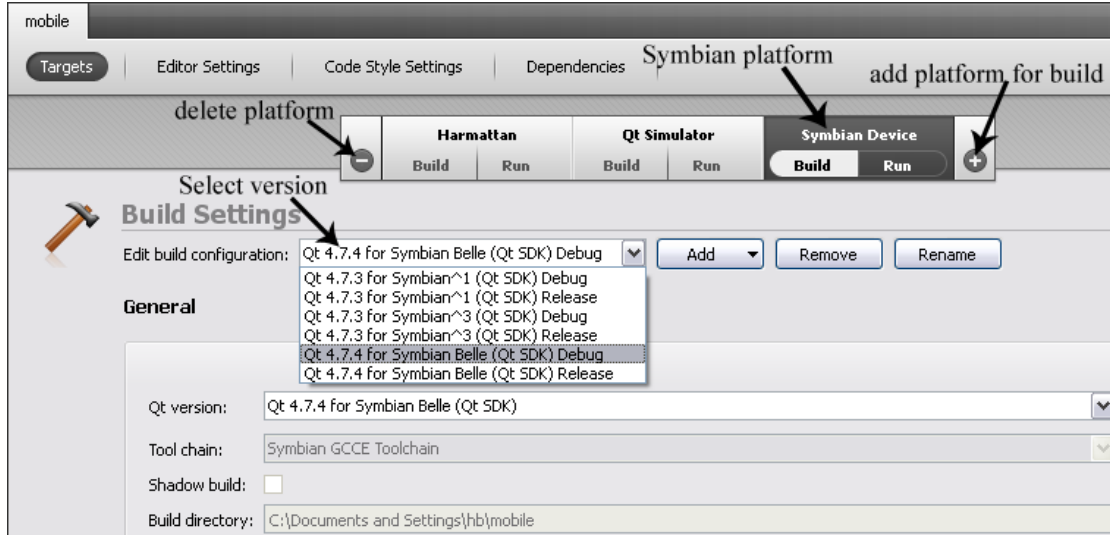 mobile
Targets Editor Settings Code Style Settings Dependencies Symbian platform
add platform for build
delete platform
Harmattan Qt Simulator Symbian Device
Build Run Build Run Build Run
Select version
Build Settings
Edit build configuration: Qt 4.7.4 for Symbian Belle (Qt SDK) Debug Add Remove Rename
Qt 4.7.3 for Symbian^1 (Qt SDK) Debug
Qt 4.7.3 for Symbian^1 (Qt SDK) Release
General
Qt 4.7.3 for Symbian^3 (Qt SDK) Debug
Qt 4.7.3 for Symbian^3 (Qt SDK) Release
Qt 4.7.4 for Symbian Belle (Qt SDK) Debug
Qt 4.7.4 for Symbian Belle (Qt SDK) Release
Qt version: Qt 4.7.4 for Symbian Belle (Qt SDK)
Tool chain: Symbian GCCE Toolchain
Shadow build:
Build directory: C:\Documents and Settings\hb\mobile